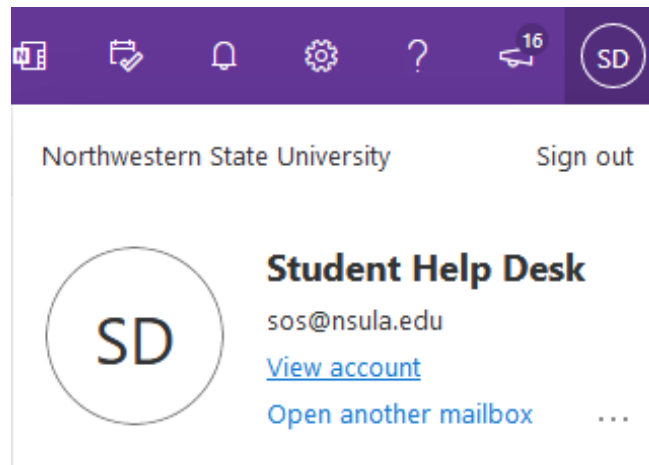 N
?
16
SD
Northwestern State University
Sign out
SD
Student Help Desk
sos@nsula.edu
View account
Open another mailbox
...